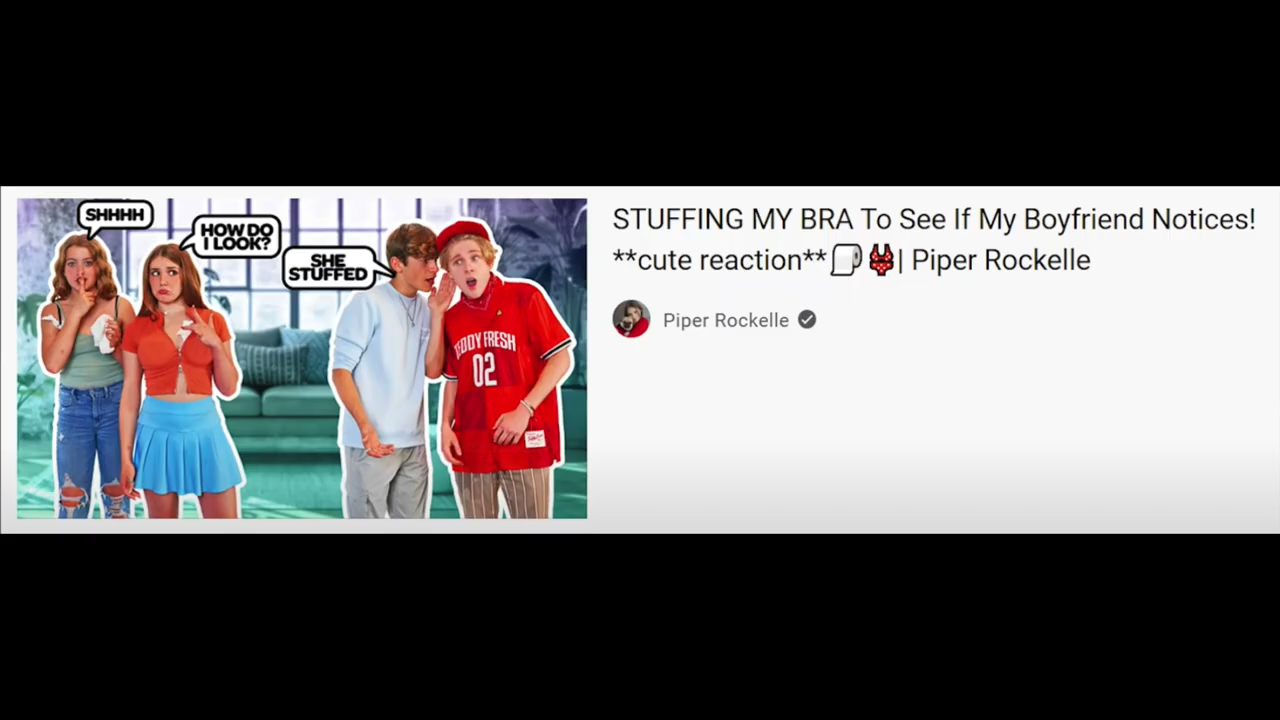 SHHHH
HOW DO
I LOOK?
SHE
STUFFED
TEDDY FRESH
02
STUFFING MY BRA To See If My Boyfriend Notices!
**cute reaction**🧻👙| Piper Rockelle
Piper Rockelle